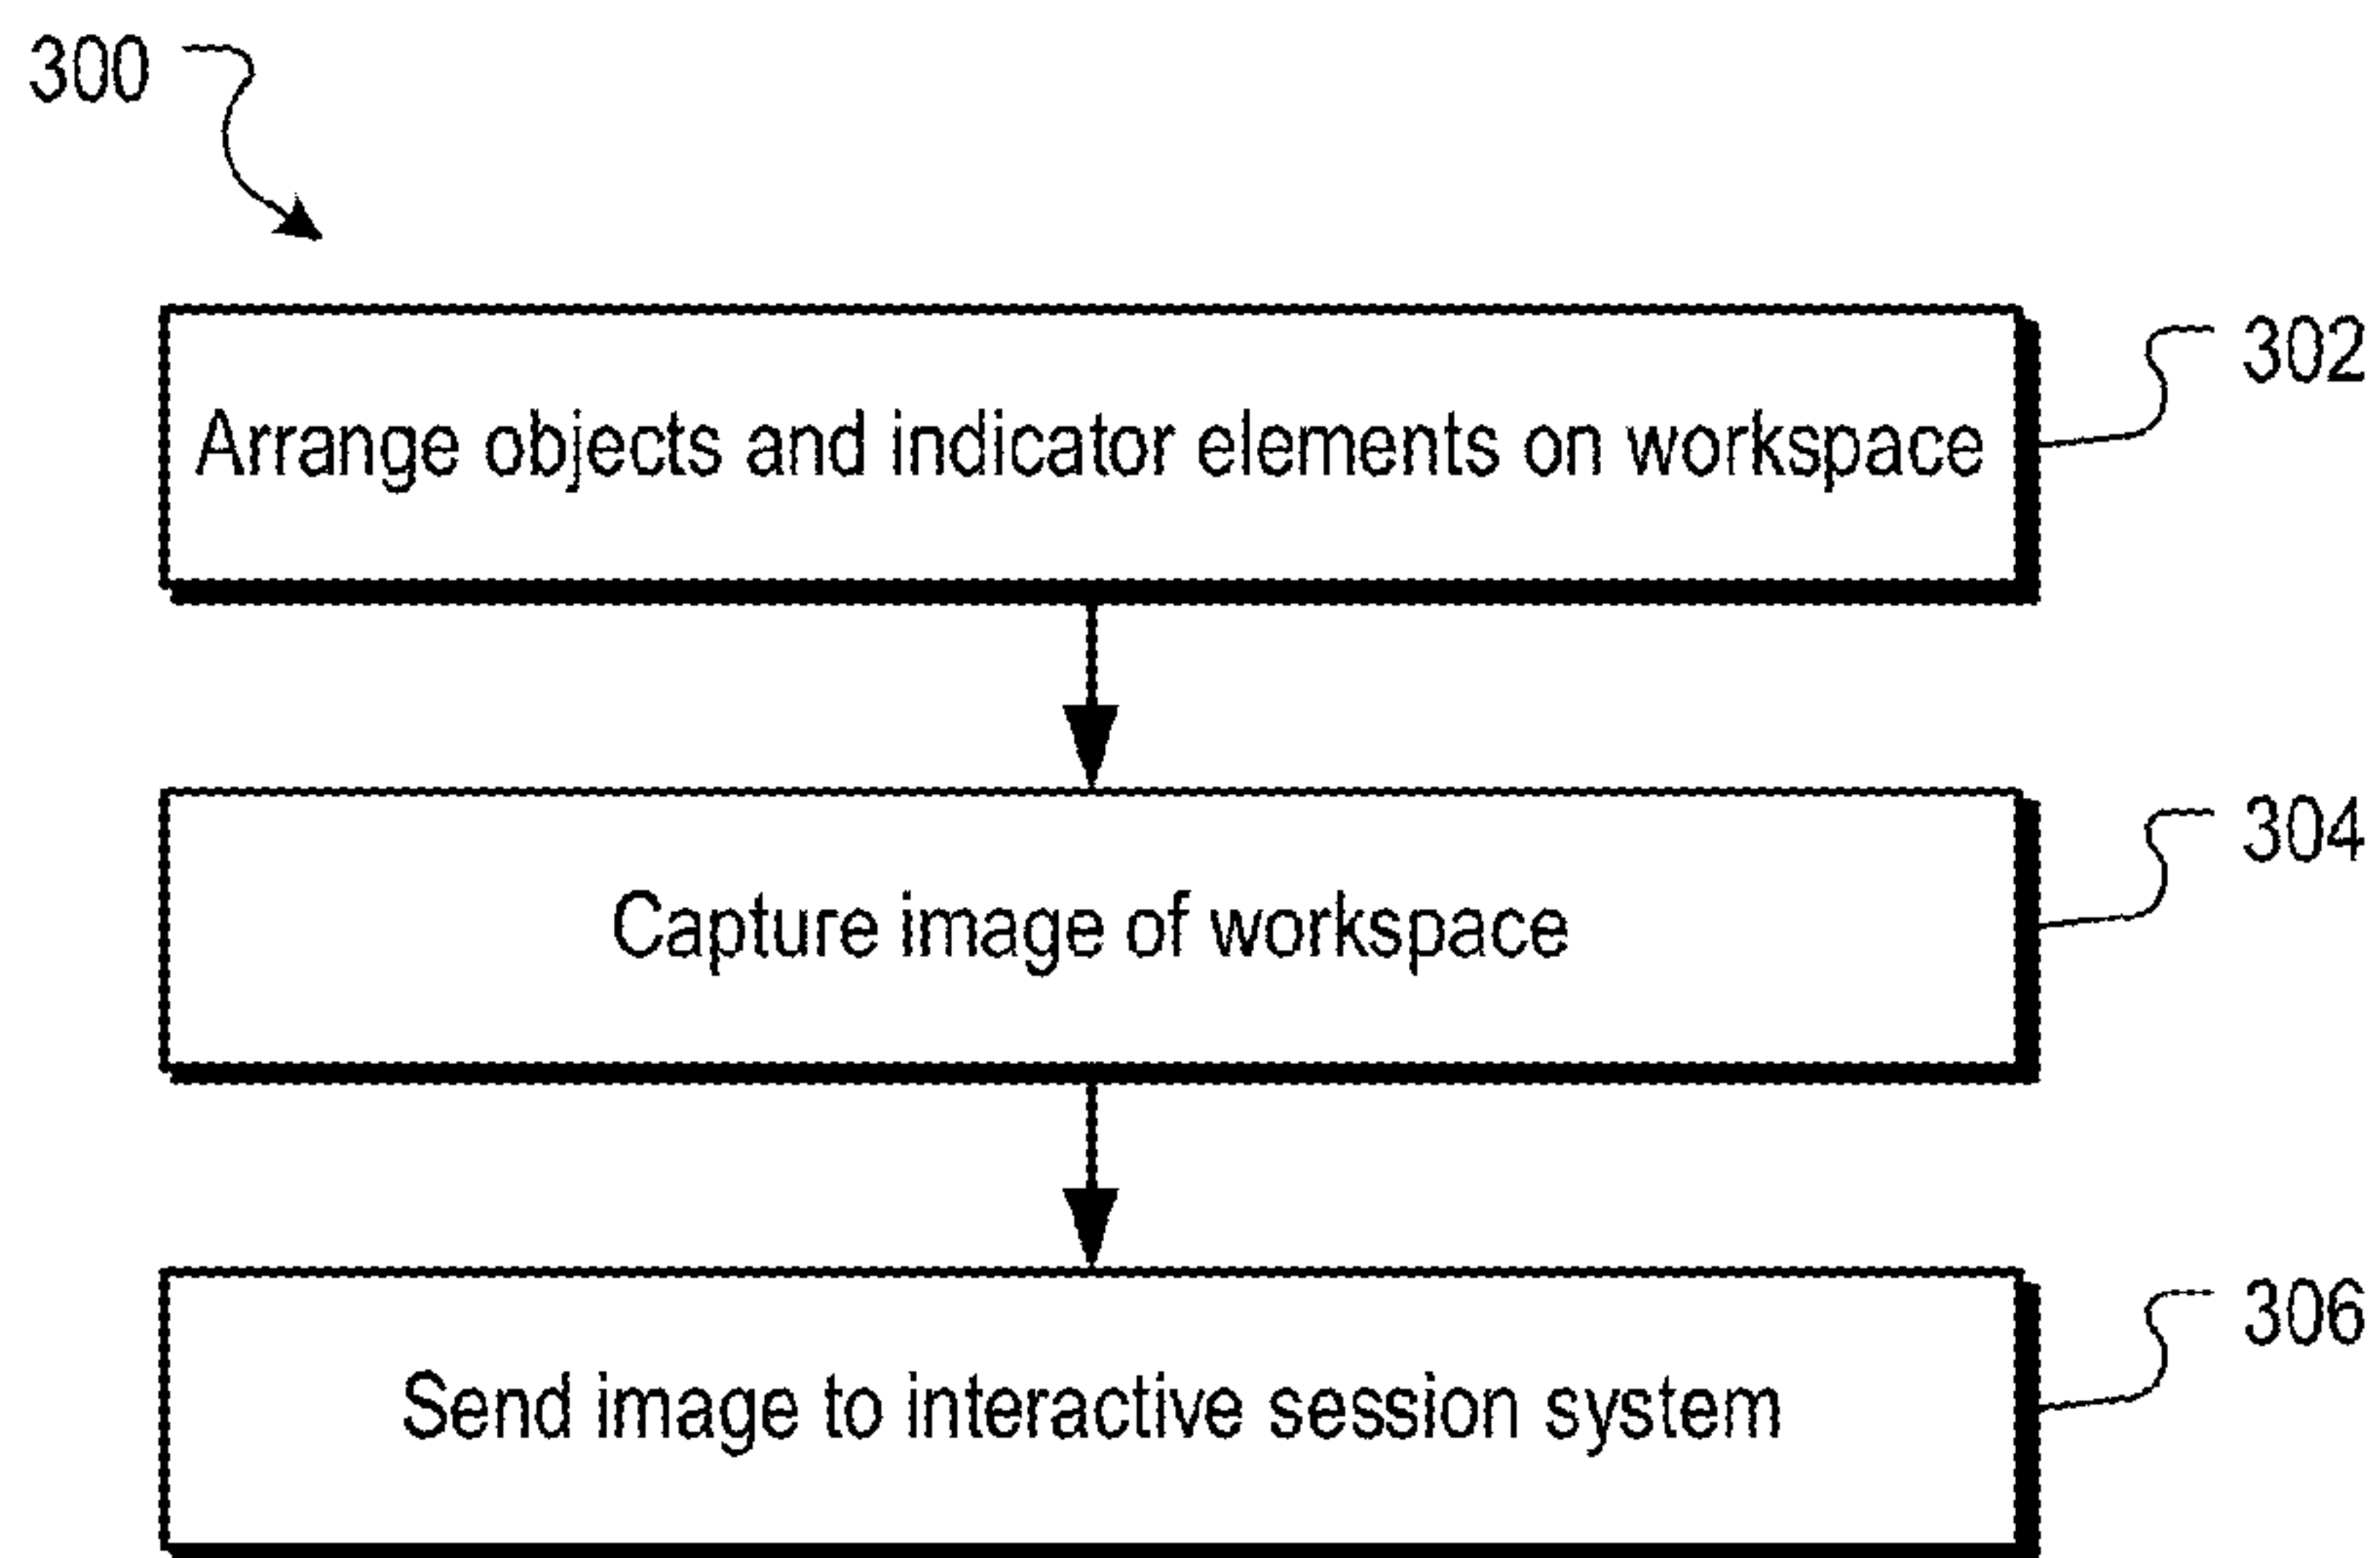 300
302
Arrange objects and indicator elements on workspace
304
Capture image of workspace
306
Send image to interactive session system